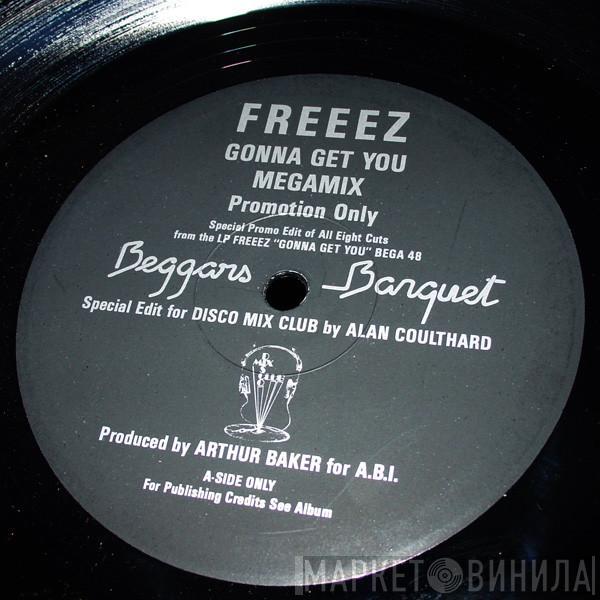 FREEEZ
GONNA GET YOU
MEGAMIX
Promotion Only
Special Promo Edit of All Eight Cuts
from the LP FREEEZ "GONNA GET YOU" BEGA 48
Beggars Banquet
Special Edit for DISCO MIX CLUB by ALAN COULTHARD
Produced by ARTHUR BAKER for A.B.I.
A-SIDE ONLY
For Publishing Credits See Album
МАРКЕТ ВИНИЛА